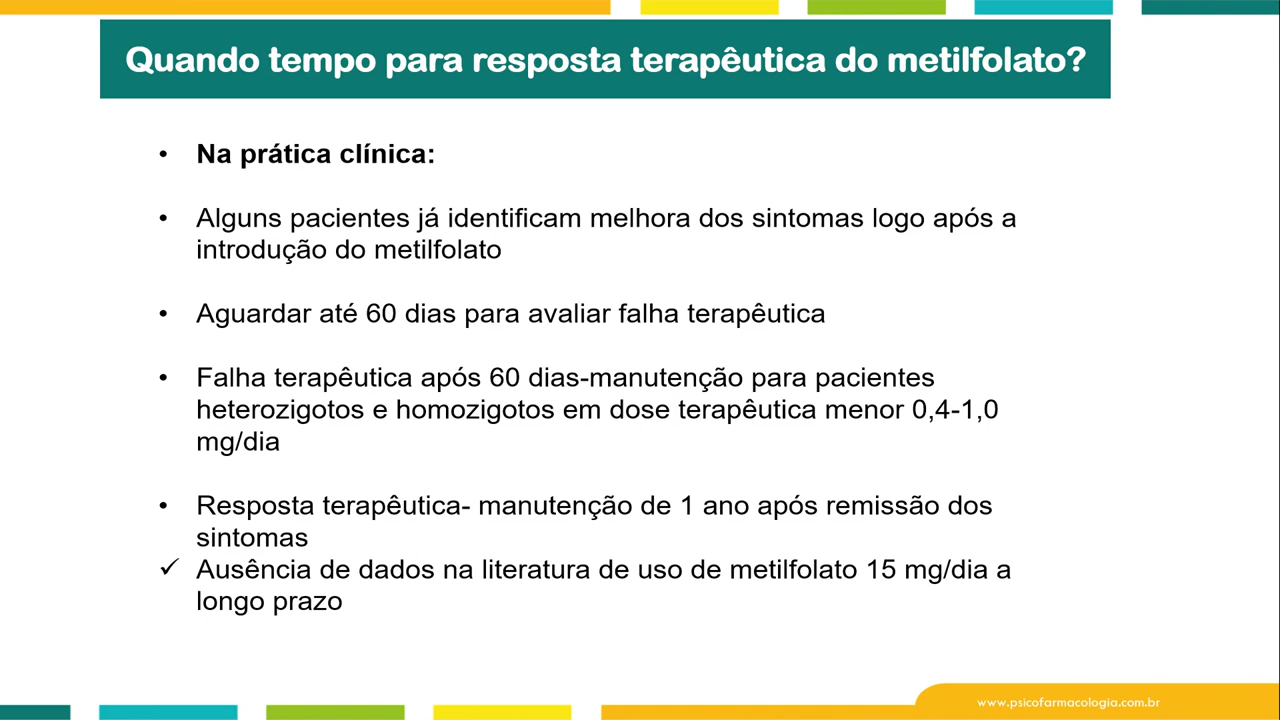 Quando tempo para resposta terapêutica do metilfolato?
• Na prática clínica:
• Alguns pacientes já identificam melhora dos sintomas logo após a
introdução do metilfolato
• Aguardar até 60 dias para avaliar falha terapêutica
• Falha terapêutica após 60 dias-manutenção para pacientes
heterozigotos e homozigotos em dose terapêutica menor 0,4-1,0
mg/dia
• Resposta terapêutica- manutenção de 1 ano após remissão dos
sintomas
✓ Ausência de dados na literatura de uso de metilfolato 15 mg/dia a
longo prazo
www.psicofarmacologia.com.br